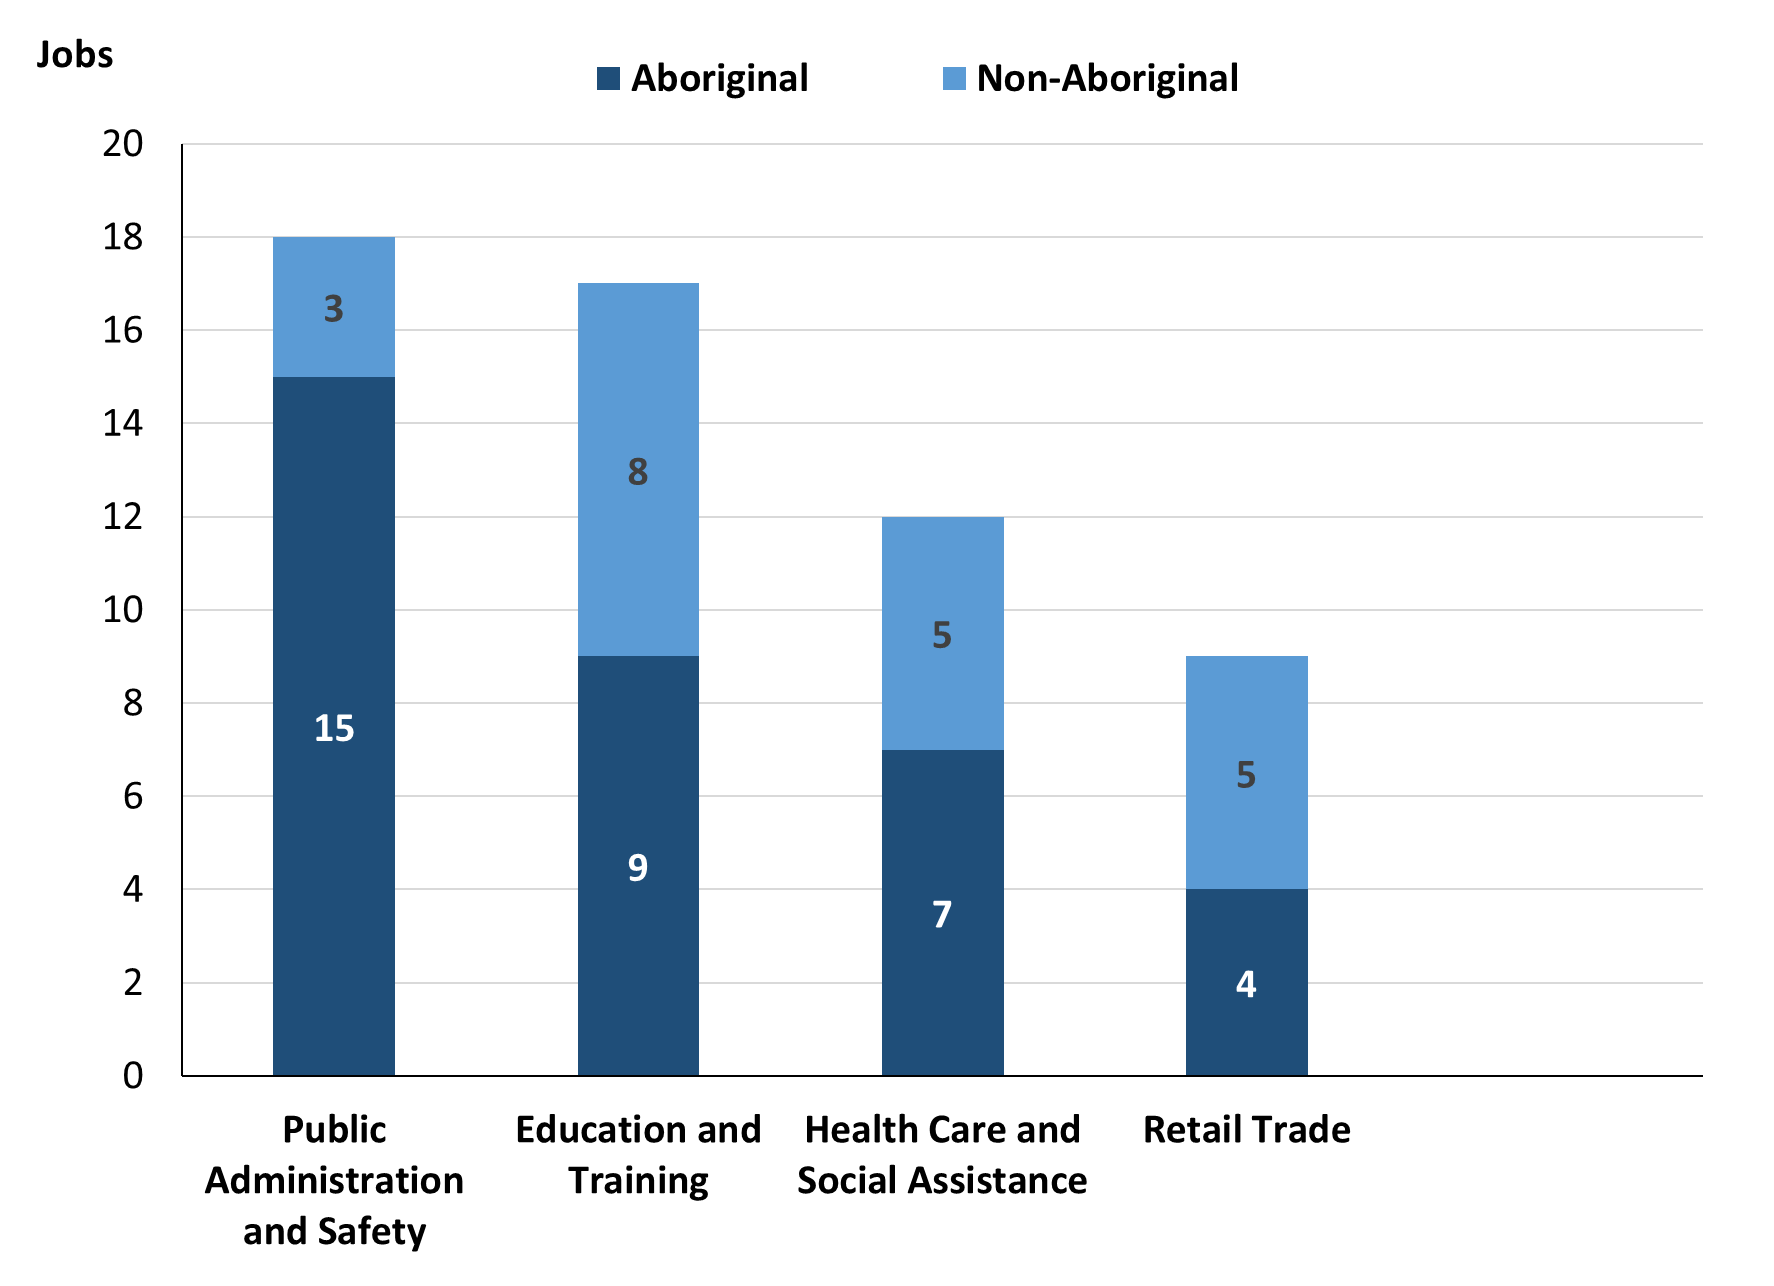 Jobs
Aboriginal
Non-Aboriginal
20
18
16
14
12
10
8
6
4
2
0
3
15
8
9
5
7
5
4
Public
Administration
and Safety
Education and
Training
Health Care and
Social Assistance
Retail Trade